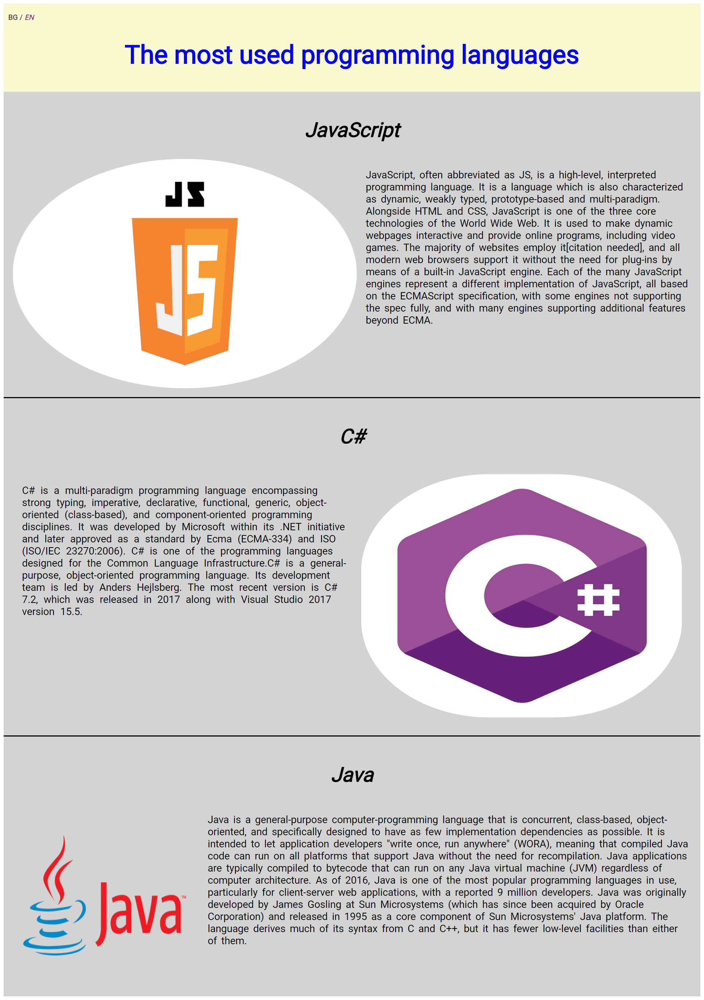 BG / EN
The most used programming languages
JavaScript
JS
JS
JavaScript, often abbreviated as JS, is a high-level, interpreted
programming language. It is a language which is also characterized
as dynamic, weakly typed, prototype-based and multi-paradigm.
Alongside HTML and CSS, JavaScript is one of the three core
technologies of the World Wide Web. It is used to make dynamic
webpages interactive and provide online programs, including video
games. The majority of websites employ it[citation needed], and all
modern web browsers support it without the need for plug-ins by
means of a built-in JavaScript engine. Each of the many JavaScript
engines represent a different implementation of JavaScript, all based
on the ECMAScript specification, with some engines not supporting
the spec fully, and with many engines supporting additional features
beyond ECMA.
C#
C# is a multi-paradigm programming language encompassing
strong typing, imperative, declarative, functional, generic, object-
oriented (class-based), and component-oriented programming
disciplines. It was developed by Microsoft within its .NET initiative
and later approved as a standard by Ecma (ECMA-334) and ISO
(ISO/IEC 23270:2006). C# is one of the programming languages
designed for the Common Language Infrastructure.C# is a general-
purpose, object-oriented programming language. Its development
team is led by Anders Hejlsberg. The most recent version is C#
7.2, which was released in 2017 along with Visual Studio 2017
version 15.5.
C#
Java
Java™
Java is a general-purpose computer-programming language that is concurrent, class-based, object-
oriented, and specifically designed to have as few implementation dependencies as possible. It is
intended to let application developers "write once, run anywhere" (WORA), meaning that compiled Java
code can run on all platforms that support Java without the need for recompilation. Java applications
are typically compiled to bytecode that can run on any Java virtual machine (JVM) regardless of
computer architecture. As of 2016, Java is one of the most popular programming languages in use,
particularly for client-server web applications, with a reported 9 million developers. Java was originally
developed by James Gosling at Sun Microsystems (which has since been acquired by Oracle
Corporation) and released in 1995 as a core component of Sun Microsystems' Java platform. The
language derives much of its syntax from C and C++, but it has fewer low-level facilities than either
of them.